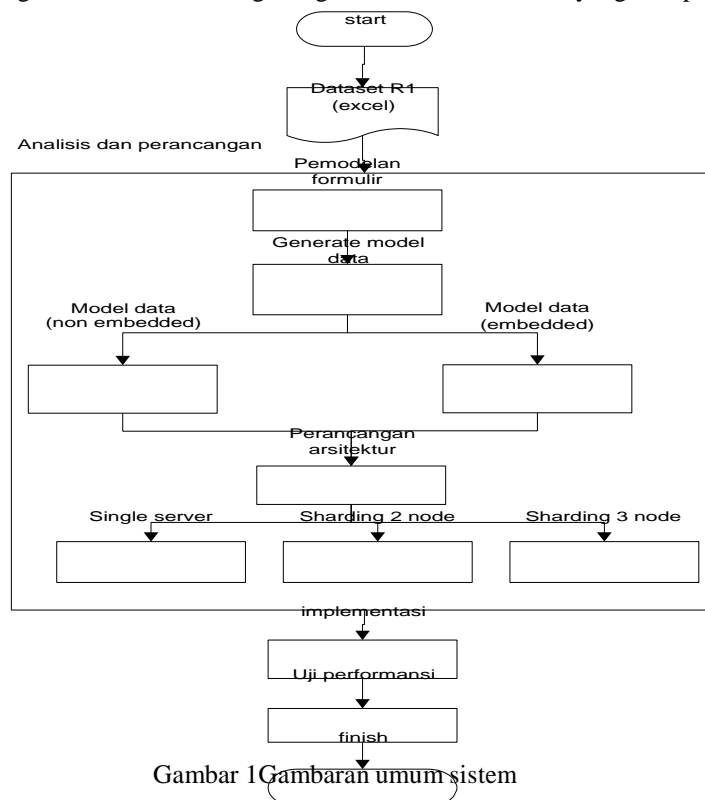 start
Dataset R1
(excel)
Analisis dan perancangan
Pemodelan
formulir
Generate model
data
Model data
(non embedded)
Model data
(embedded)
Perancangan
arsitektur
Single server
Sharding 2 node
Sharding 3 node
implementasi
Uji performansi
finish
Gambar 1Gambaran umum sistem